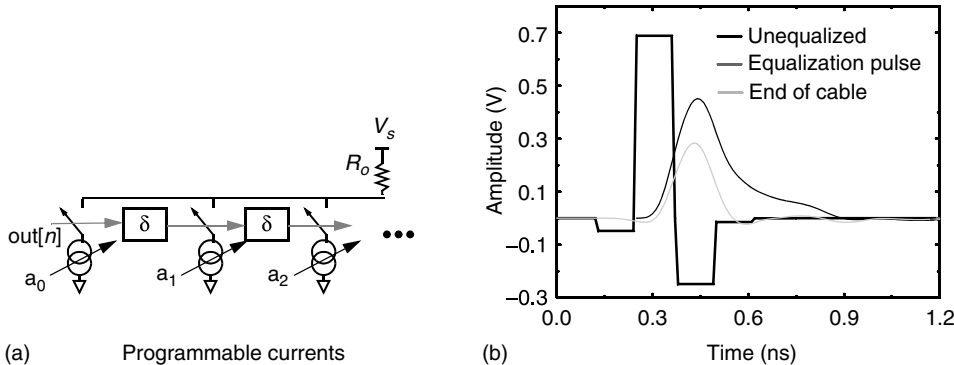 V_s
R_o
out[n]
δ
δ
a_0
a_1
a_2
•••
(a)
Programmable currents
Amplitude (V)
0.7
0.5
0.3
0.1
−0.1
−0.3
Unequalized
Equalization pulse
End of cable
0.0
0.3
0.6
0.9
1.2
(b)
Time (ns)